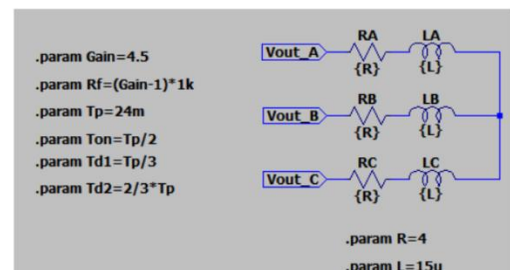 .param Gain=4.5
.param Rf=(Gain-1)*1k
.param Tp=24m
.param Ton=Tp/2
.param Td1=Tp/3
.param Td2=2/3*Tp
Vout_A
RA
{R}
LA
{L}
Vout_B
RB
{R}
LB
{L}
Vout_C
RC
{R}
LC
{L}
.param R=4
.param L=15u